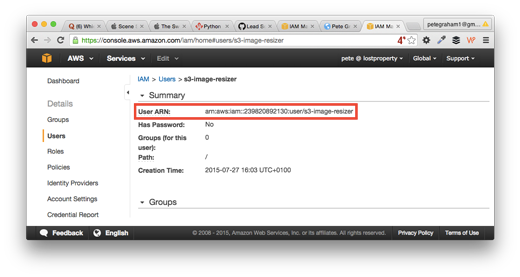 (6) Whi
Scene
The Sw
Python
Lead S
IAM M
Pete G
IAM M
petegraham1@gm
https://console.aws.amazon.com/iam/home#users/s3-image-resizer
4
AWS Services Edit pete @ lostproperty Global Support
Dashboard
Details
Groups
Users
Roles
Policies
Identity Providers
Account Settings
Credential Report
IAM > Users > s3-image-resizer
Summary
User ARN: arn:aws:iam::239820892130:user/s3-image-resizer
Has Password: No
Groups (for this 0
user):
Path: /
Creation Time: 2015-07-27 16:03 UTC+0100
Groups
Feedback English © 2008 - 2015, Amazon Web Services, Inc. or its affiliates. All rights reserved. Privacy Policy Terms of Use